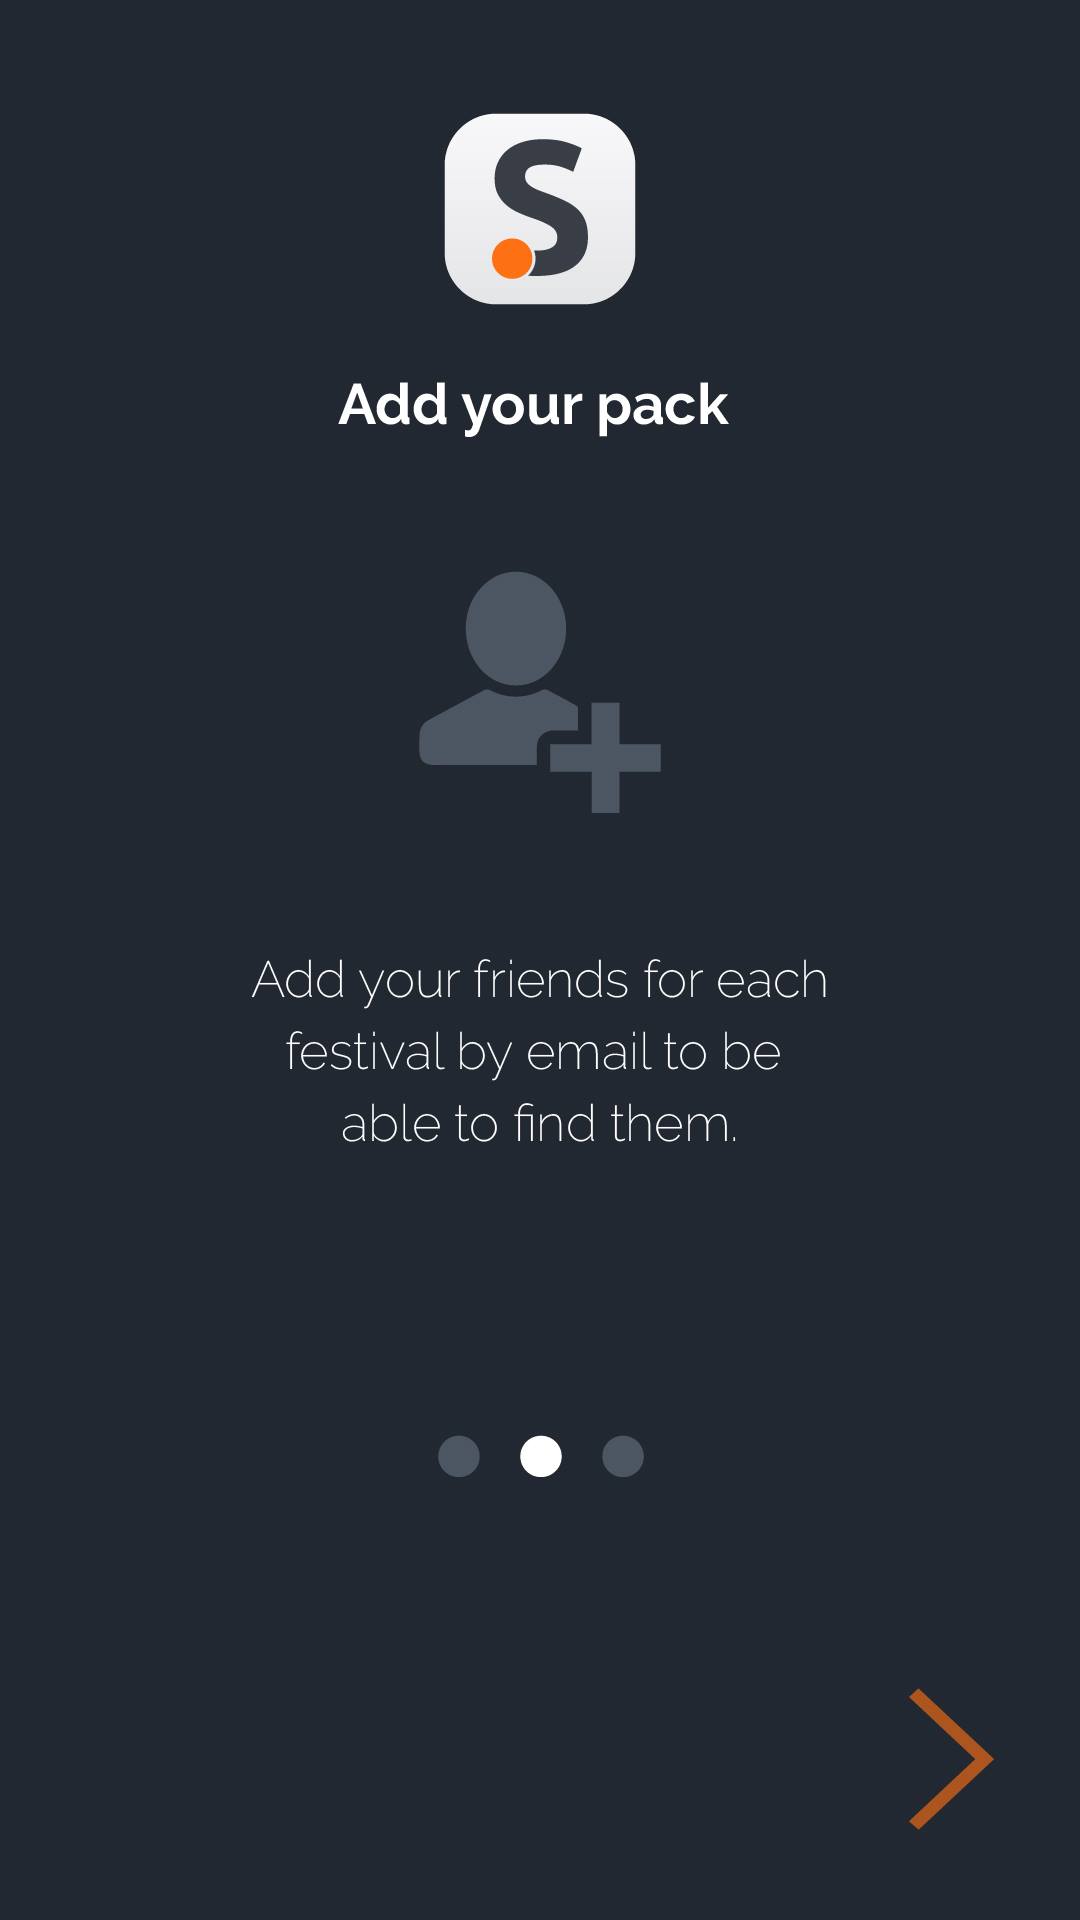 S
Add your pack
Add your friends for each
festival by email to be
able to find them.